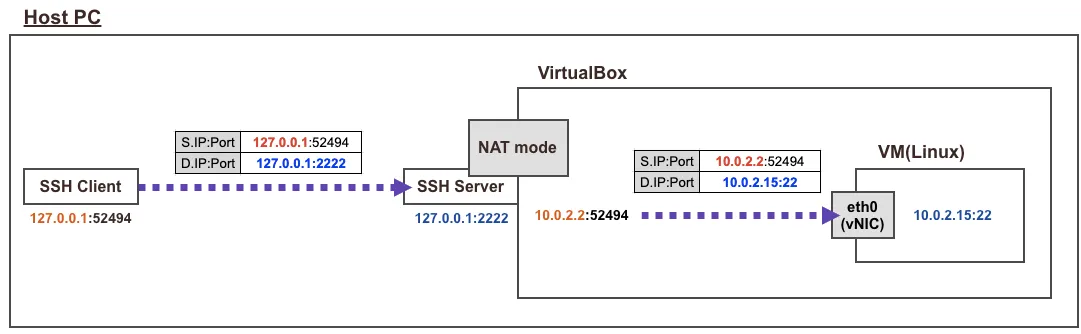 Host PC
VirtualBox
S.IP:Port 127.0.0.1:52494
D.IP:Port 127.0.0.1:2222
NAT mode
S.IP:Port 10.0.2.2:52494
D.IP:Port 10.0.2.15:22
VM(Linux)
SSH Client
SSH Server
127.0.0.1:52494
127.0.0.1:2222
10.0.2.2:52494
eth0
(vNIC)
10.0.2.15:22